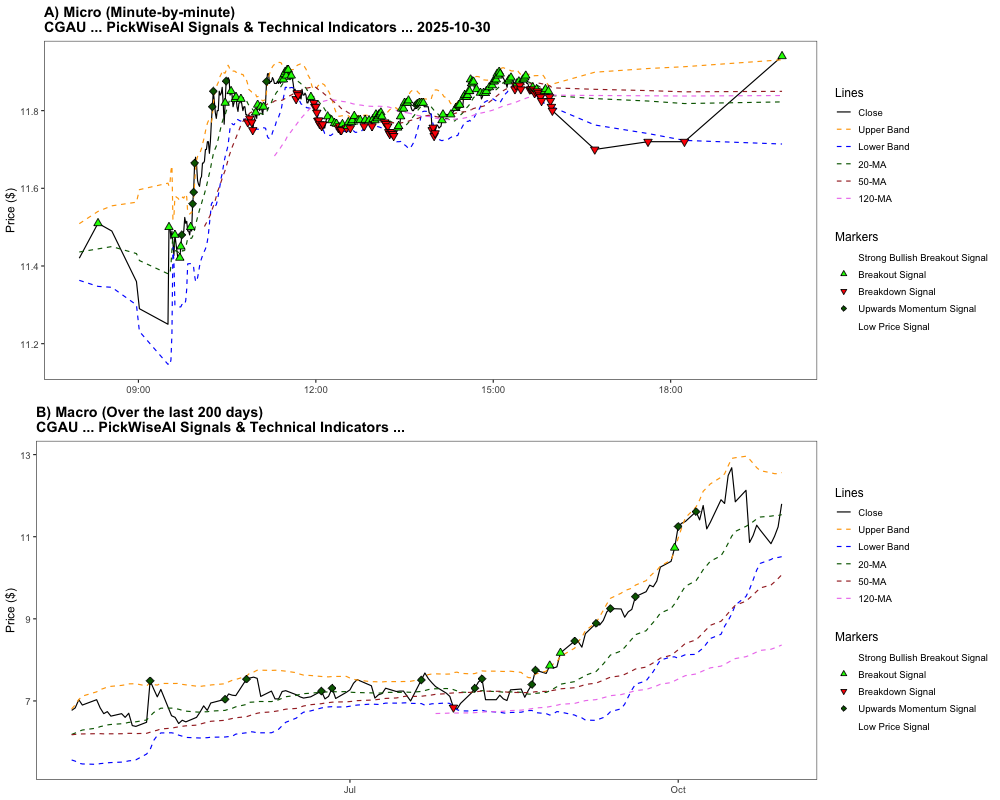 A) Micro (Minute-by-minute)
CGAU ... PickWiseAI Signals & Technical Indicators ... 2025-10-30
Price ($)
11.8
11.6
11.4
11.2
09:00
12:00
15:00
18:00
Lines
Close
Upper Band
Lower Band
20-MA
50-MA
120-MA
Markers
Strong Bullish Breakout Signal
Breakout Signal
Breakdown Signal
Upwards Momentum Signal
Low Price Signal
B) Macro (Over the last 200 days)
CGAU ... PickWiseAI Signals & Technical Indicators ...
Price ($)
13
11
9
7
Jul
Oct
Lines
Close
Upper Band
Lower Band
20-MA
50-MA
120-MA
Markers
Strong Bullish Breakout Signal
Breakout Signal
Breakdown Signal
Upwards Momentum Signal
Low Price Signal